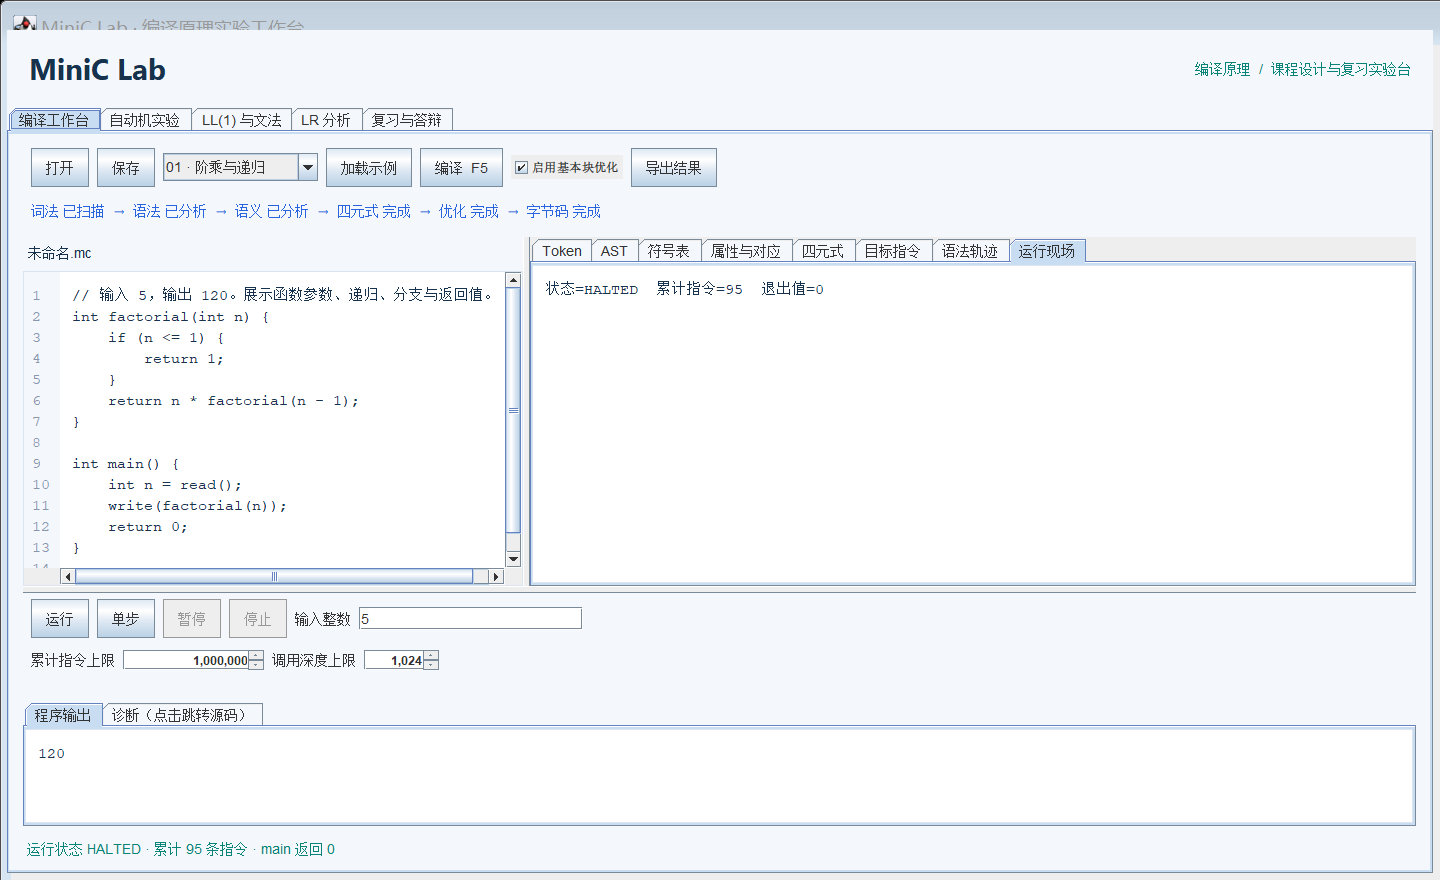 MiniC Lab · 编译原理实验工作台
MiniC Lab
编译原理 / 课程设计与复习实验台
编译工作台 自动机实验 LL(1) 与文法 LR 分析 复习与答辩
打开 保存 01 · 阶乘与递归 加载示例 编译 F5 启用基本块优化 导出结果
词法 已扫描 → 语法 已分析 → 语义 已分析 → 四元式 完成 → 优化 完成 → 字节码 完成
未命名.mc
1 // 输入 5，输出 120。展示函数参数、递归、分支与返回值。
2 int factorial(int n) {
3 if (n <= 1) {
4 return 1;
5 }
6 return n * factorial(n - 1);
7 }
8
9 int main() {
10 int n = read();
11 write(factorial(n));
12 return 0;
13 }
14
Token AST 符号表 属性与对应 四元式 目标指令 语法轨迹 运行现场
状态=HALTED 累计指令=95 退出值=0
运行 单步 暂停 停止 输入整数 5
累计指令上限 1,000,000 调用深度上限 1,024
程序输出 诊断（点击跳转源码）
120
运行状态 HALTED · 累计 95 条指令 · main 返回 0